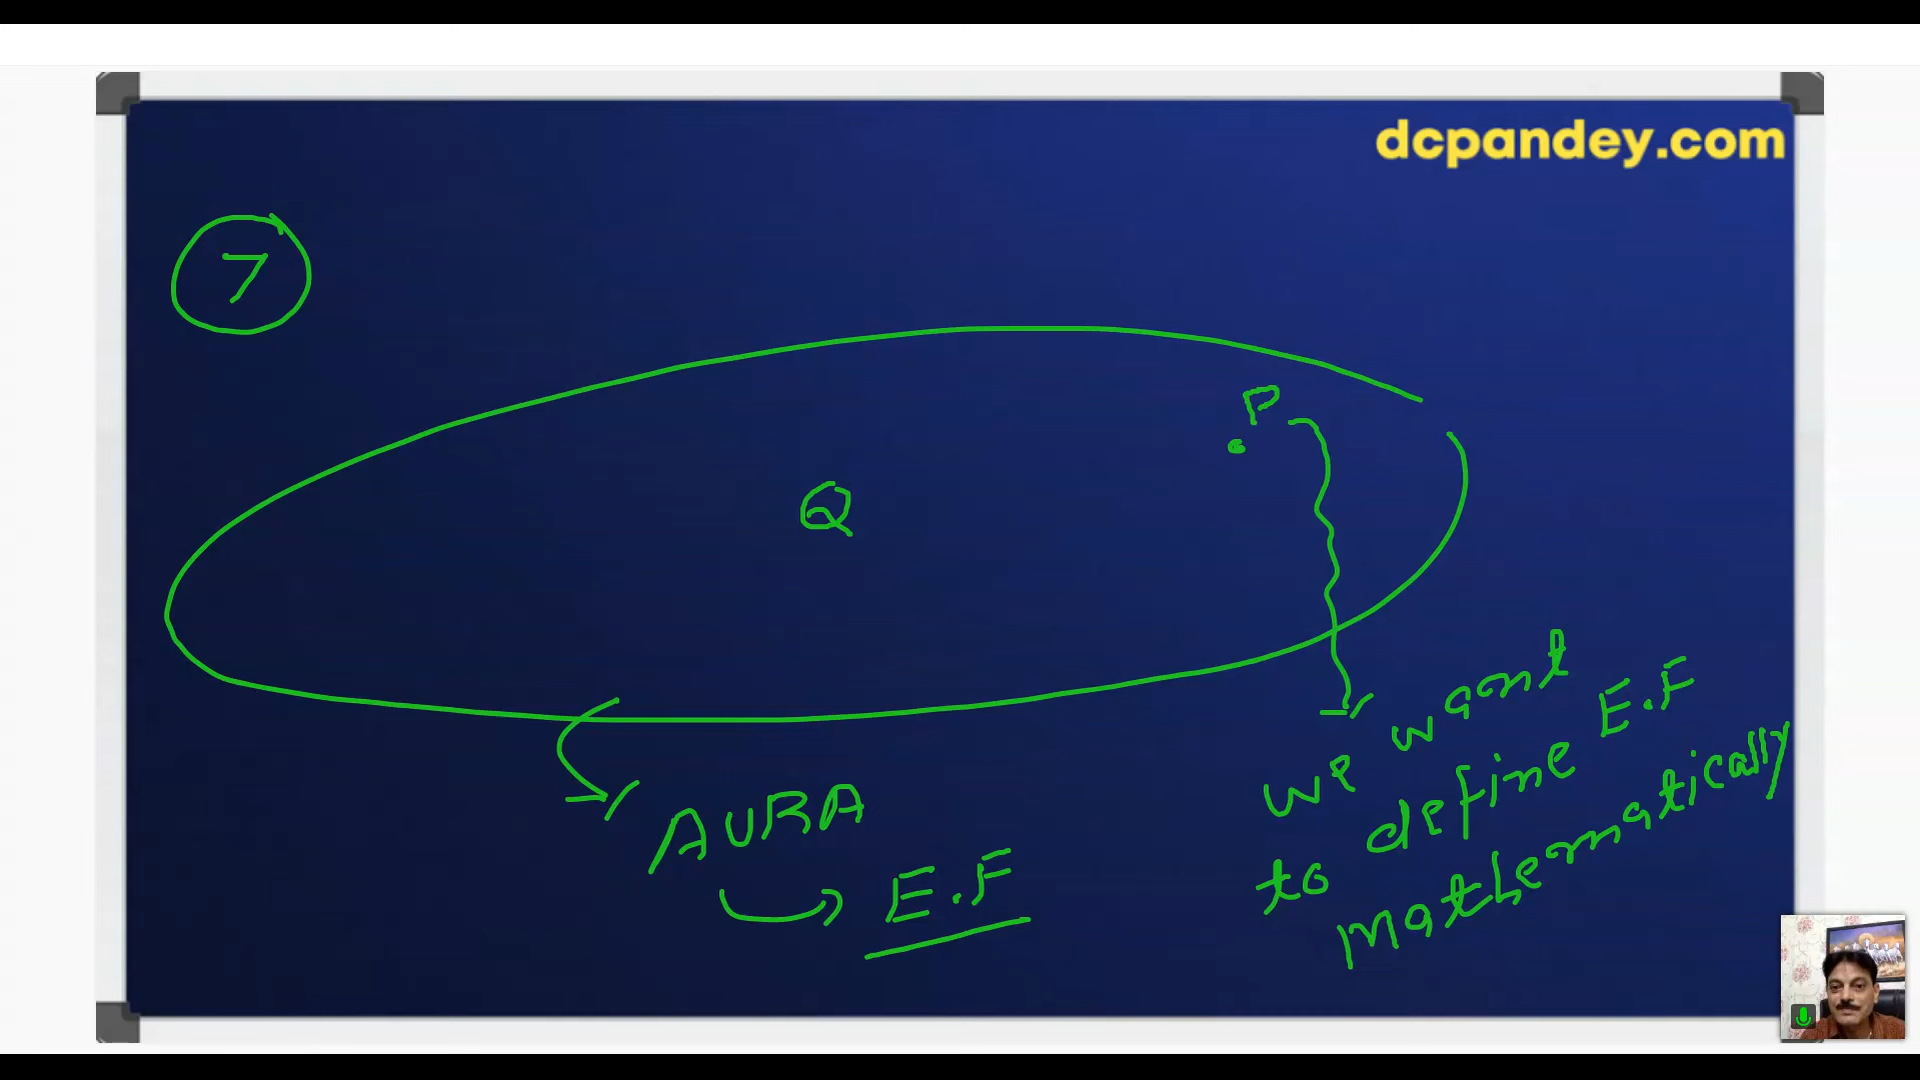 dcpandey.com
7
P
Q
we want
to define E.F
mathematically
AURA
E.F